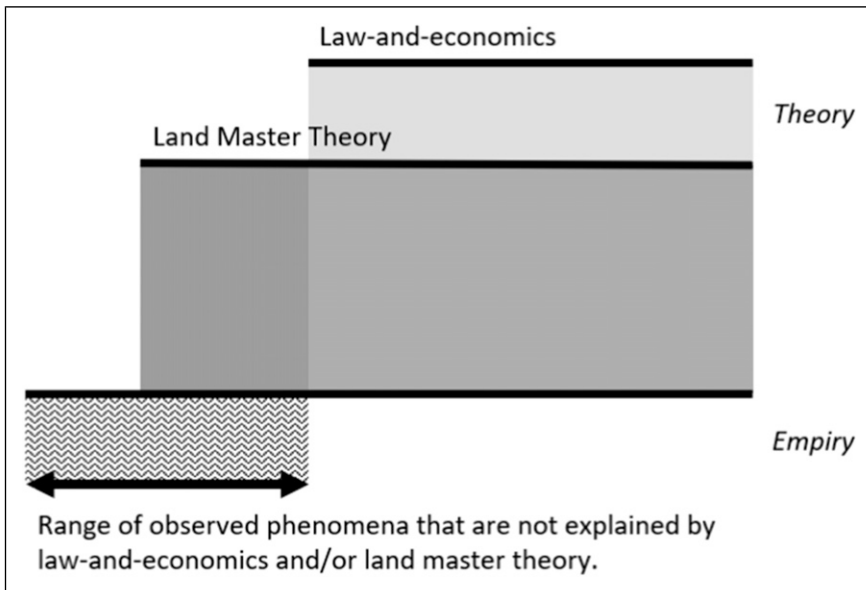 Law-and-economics
Theory
Land Master Theory
Empiry
Range of observed phenomena that are not explained by
law-and-economics and/or land master theory.